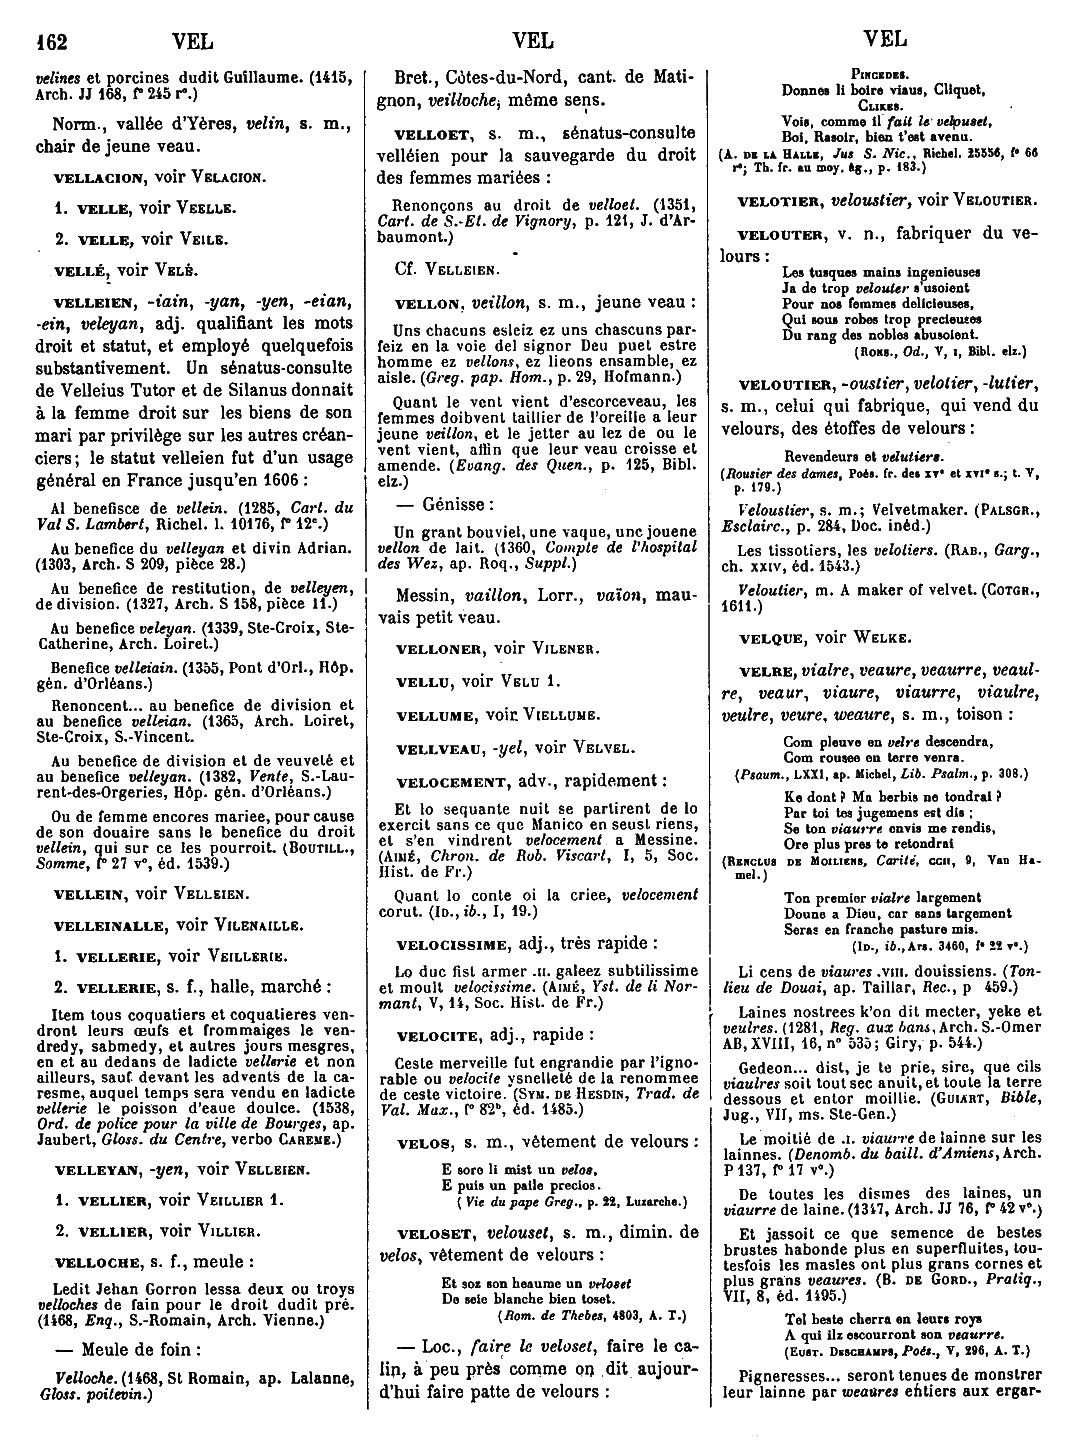 162 VEL VEL VEL
velines et porcines dudit Guillaume. (1415,
Arch. JJ 168, f° 245 r°.)
Norm., vallée d'Yères, velin, s. m.,
chair de jeune veau.
VELLACION, voir VELACION.
1. VELLE, voir VEELLE.
2. VELLE, voir VEILE.
VELLÉ, voir VELÉ.
VELLEIEN, -iain, -yan, -yen, -eian,
-ein, veleyan, adj. qualifiant les mots
droit et statut, et employé quelquefois
substantivement. Un sénatus-consulte
de Velleius Tutor et de Silanus donnait
à la femme droit sur les biens de son
mari par privilège sur les autres créan-
ciers; le statut velleien fut d'un usage
général en France jusqu'en 1606 :
Al benefisce de vellein. (1285, Cart. du
Val S. Lambert, Richel. l. 10176, f° 12°.)
Au benefice du velleyan et divin Adrian.
(1303, Arch. S 209, pièce 28.)
Au benefice de restitution, de velleyen,
de division. (1327, Arch. S 158, pièce 11.)
Au benefice veleyan. (1339, Ste-Croix, Ste-
Catherine, Arch. Loiret.)
Benefice velleiain. (1355, Pont d'Orl., Hôp.
gén. d'Orléans.)
Renoncent... au benefice de division et
au benefice velleian. (1365, Arch. Loiret,
Ste-Croix, S.-Vincent.
Au benefice de division et de veuveté et
au benefice velleyan. (1382, Vente, S.-Lau-
rent-des-Orgeries, Hôp. gén. d'Orléans.)
Ou de femme encores mariee, pour cause
de son douaire sans le benefice du droit
vellein, qui sur ce les pourroit. (BOUTILL.,
Somme, f° 27 v°, éd. 1539.)
VELLEIN, voir VELLEIEN.
VELLEINALLE, voir VILENAILLE.
1. VELLERIE, voir VEILLERIE.
2. VELLERIE, s. f., halle, marché :
Item tous coquatiers et coquatieres ven-
dront leurs œufs et frommaiges le ven-
dredy, sabmedy, et autres jours mesgres,
en et au dedans de ladicte vellerie et non
ailleurs, sauf devant les advents de la ca-
resme, auquel temps sera vendu en ladicte
vellerie le poisson d'eaue doulce. (1538,
Ord. de police pour la ville de Bourges, ap.
Jaubert, Gloss. du Centre, verbo CAREME.)
VELLEYAN, -yen, voir VELLEIEN.
1. VELLIER, voir VEILLIER 1.
2. VELLIER, voir VILLIER.
VELLOCHE, s. f., meule :
Ledit Jehan Gorron lessa deux ou troys
velloches de fain pour le droit dudit pré.
(1468, Enq., S.-Romain, Arch. Vienne.)
— Meule de foin :
Velloche. (1468, St Romain, ap. Lalanne,
Gloss. poitevin.)
Bret., Côtes-du-Nord, cant. de Mati-
gnon, veilloche, même sens.
VELLOET, s. m., sénatus-consulte
velléien pour la sauvegarde du droit
des femmes mariées :
Renonçons au droit de velloet. (1351,
Cart. de S.-Et. de Vignory, p. 121, J. d'Ar-
baumont.)
Cf. VELLEIEN.
VELLON, veillon, s. m., jeune veau :
Uns chacuns esleiz ez uns chascuns par-
feiz en la voie del signor Deu puet estre
homme ez vellons, ez lieons ensamble, ez
aisle. (Greg. pap. Hom., p. 29, Hofmann.)
Quant le vent vient d'escorceveau, les
femmes doibvent taillier de l'oreille a leur
jeune veillon, et le jetter au lez de ou le
vent vient, affin que leur veau croisse et
amende. (Evang. des Quen., p. 125, Bibl.
elz.)
— Génisse :
Un grant bouviel, une vaque, unc jouene
vellon de lait. (1360, Compte de l'hospital
des Wez, ap. Roq., Suppl.)
Messin, vaillon, Lorr., vaïon, mau-
vais petit veau.
VELLONER, voir VILENER.
VELLU, voir VELU 1.
VELLUME, voir VIELLUME.
VELLVEAU, -yel, voir VELVEL.
VELOCEMENT, adv., rapidement :
Et lo sequante nuit se partirent de lo
exercit sans ce que Manico en seust riens,
et s'en vindrent velocement a Messine.
(AIMÉ, Chron. de Rob. Viscart, I, 5, Soc.
Hist. de Fr.)
Quant lo conte oi la criee, velocement
corut. (ID., ib., I, 19.)
VELOCISSIME, adj., très rapide :
Lo duc fist armer .II. galeez subtilissime
et moult velocissime. (AIMÉ, Yst. de li Nor-
mant, V, 14, Soc. Hist. de Fr.)
VELOCITE, adj., rapide :
Ceste merveille fut engrandie par l'igno-
rable ou velocite ysnelleté de la renommee
de ceste victoire. (SYM. DE HESDIN, Trad. de
Val. Max., f° 82ᵇ, éd. 1485.)
VELOS, s. m., vêtement de velours :
E soro li mist un velos,
E puis un palle precios.
(Vie du pape Greg., p. 22, Luzarche.)
VELOSET, velouset, s. m., dimin. de
velos, vêtement de velours :
Et soz son heaume un veloset
De seie blanche bien toset.
(Rom. de Thebes, 4803, A. T.)
— Loc., faire le veloset, faire le ca-
lin, à peu près comme on dit aujour-
d'hui faire patte de velours :
PINCEDES.
Donnes li boire viaus, Cliquet,
CLIKES.
Vois, comme il fait le velpuset,
Boi, Rasoir, bien t'est avenu.
(A. DE LA HALLE, Jus S. Nic., Richel. 25556, f° 66
r°; Th. fr. au moy. âg., p. 183.)
VELOTIER, veloustier, voir VELOUTIER.
VELOUTER, v. n., fabriquer du ve-
lours :
Les tusques mains ingenieuses
Ja de trop velouter s'usoient
Pour nos femmes delicieuses,
Qui sous robes trop precieuses
Du rang des nobles abusoient.
(RONS., Od., V, I, Bibl. elz.)
VELOUTIER, -oustier, velotier, -lutier,
s. m., celui qui fabrique, qui vend du
velours, des étoffes de velours :
Revendeurs et velutiers.
(Rousier des dames, Poés. fr. des XVᵉ et XVIᵉ s.; t. V,
p. 179.)
Veloustier, s. m.; Velvetmaker. (PALSGR.,
Esclairc., p. 284, Doc. inéd.)
Les tissotiers, les velotiers. (RAB., Garg.,
ch. XXIV, éd. 1543.)
Veloutier, m. A maker of velvet. (COTGR.,
1611.)
VELQUE, voir WELKE.
VELRE, vialre, veaure, veaurre, veaul-
re, veaur, viaure, viaurre, viaulre,
veulre, veure, weaure, s. m., toison :
Com pleuve en velre descendra,
Com rousee en terre venra.
(Psaum., LXXI, ap. Michel, Lib. Psalm., p. 308.)
Ke dont? Ma berbis ne tondrai?
Par toi tes jugemens est dis;
Se ton viaurre envis me rendis,
Ore plus pres te retondrai
(RENCLUS DE MOILIENS, Carité, CCII, 9, Van Ha-
mel.)
Ton premier vialre largement
Doune a Dieu, car sans targement
Seras en franche pasture mis.
(ID., ib., Ars. 3460, f° 22 v°.)
Li cens de viaures .VIII. douissiens. (Ton-
lieu de Douai, ap. Taillar, Rec., p 459.)
Laines nostrees k'on dit mecter, yeke et
veulres. (1281, Reg. aux bans, Arch. S.-Omer
AB, XVIII, 16, n° 535; Giry, p. 544.)
Gedeon... dist, je te prie, sire, que cils
viaulres soit tout sec anuit, et toute la terre
dessous et entor moillie. (GUIART, Bible,
Jug., VII, ms. Ste-Gen.)
Le moitié de .I. viaurre de lainne sur les
lainnes. (Denomb. du baill. d'Amiens, Arch.
P 137, f° 17 v°.)
De toutes les dismes des laines, un
viaurre de laine. (1347, Arch. JJ 76, f° 42 v°.)
Et jassoit ce que semence de bestes
brustes habonde plus en superfluites, tou-
tesfois les masles ont plus grans cornes et
plus grans veaures. (B. DE GORD., Pratiq.,
VII, 8, éd. 1495.)
Tel beste cherra en leurs roys
A qui ilz escourront son veaurre.
(EUST. DESCHAMPS, Poés., V, 296, A. T.)
Pigneresses... seront tenues de monstrer
leur lainne par weaures entiers aux ergar-